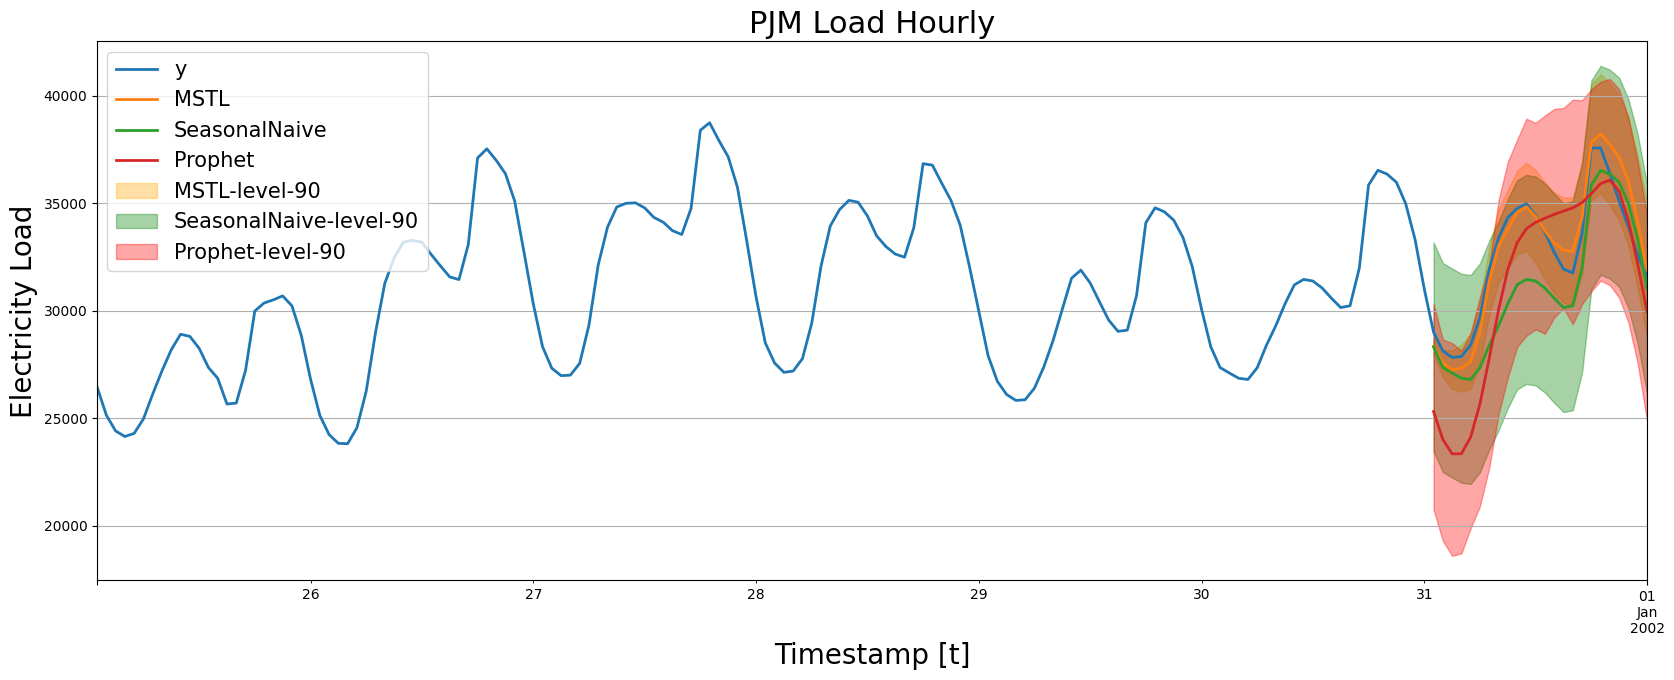 PJM Load Hourly
y
MSTL
SeasonalNaive
Prophet
MSTL-level-90
SeasonalNaive-level-90
Prophet-level-90
40000
35000
30000
25000
20000
Electricity Load
26
27
28
29
30
31
01
Jan
2002
Timestamp [t]